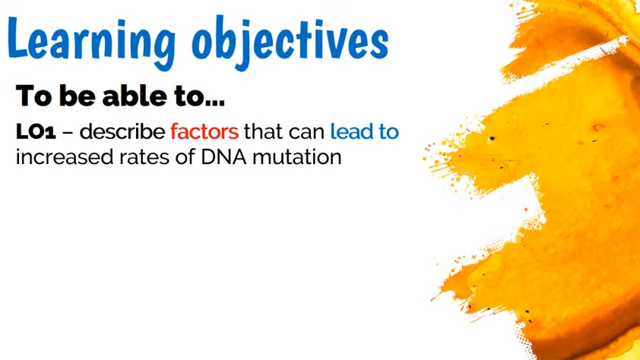 Learning objectives
To be able to...
LO1 – describe factors that can lead to
increased rates of DNA mutation